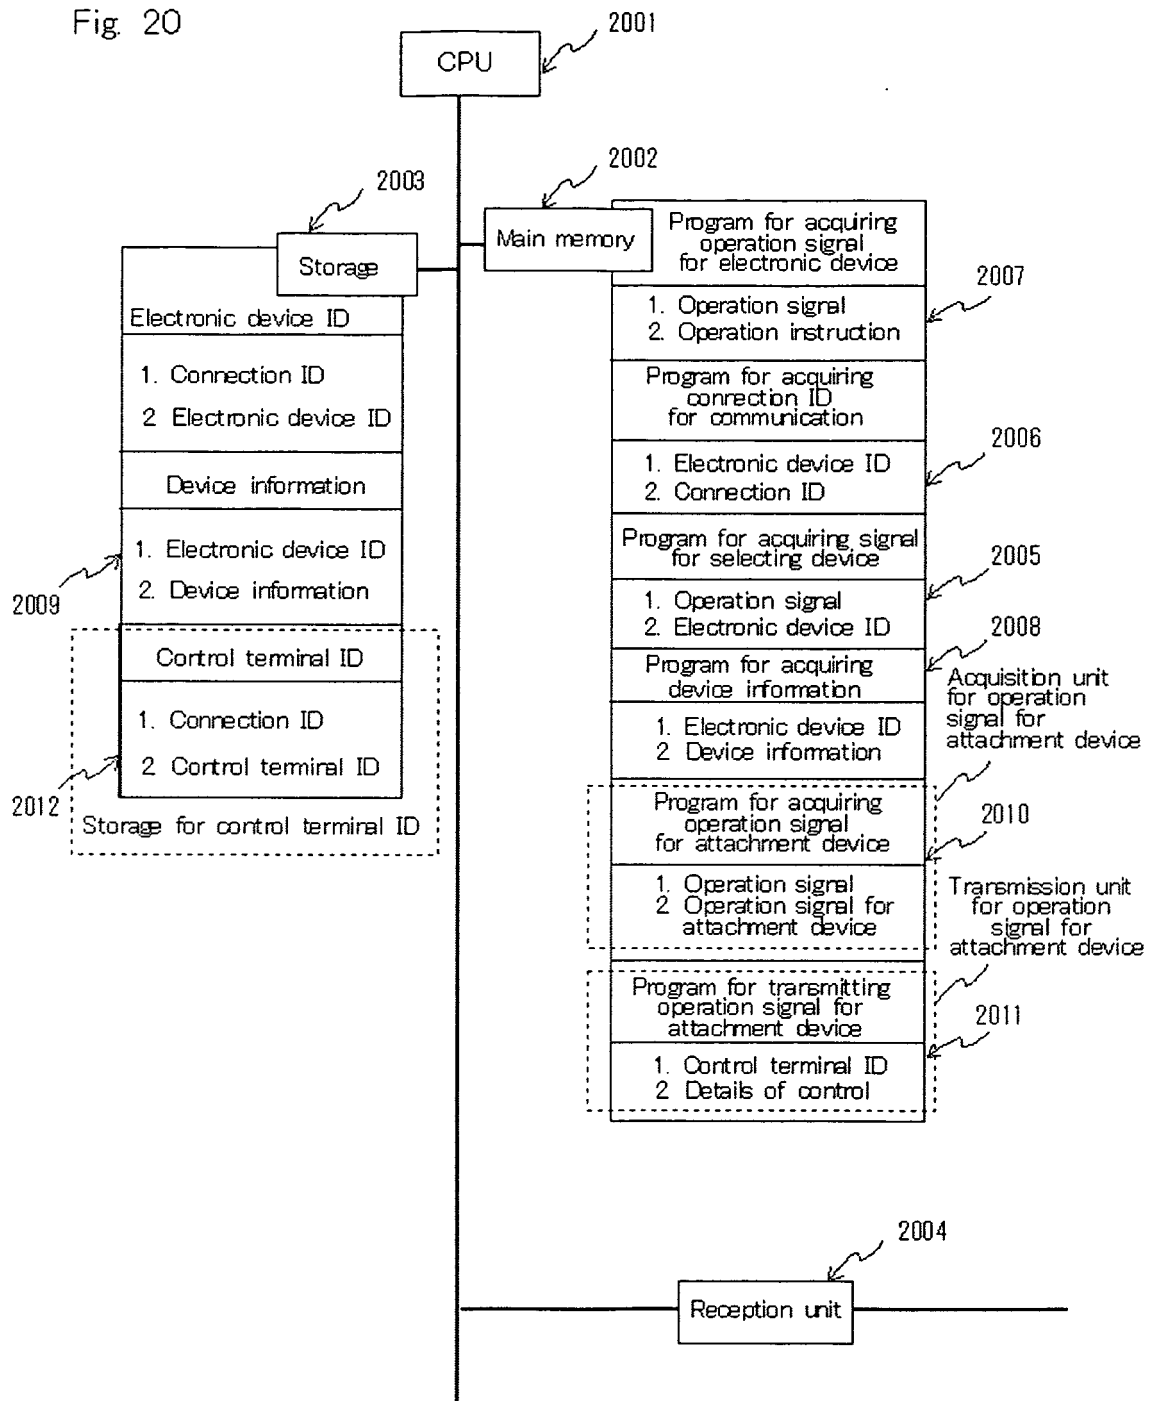 Fig. 20
2001
CPU
2002
Main memory
2003
Storage
Electronic device ID
1. Connection ID
2 Electronic device ID
Device information
1. Electronic device ID
2. Device information
2009
Control terminal ID
1. Connection ID
2 Control terminal ID
2012
Storage for control terminal ID
Program for acquiring
operation signal
for electronic device
2007
1. Operation signal
2. Operation instruction
Program for acquiring
connection ID
for communication
2006
1. Electronic device ID
2. Connection ID
Program for acquiring signal
for selecting device
2005
1. Operation signal
2. Electronic device ID
2008
Program for acquiring
device information
1. Electronic device ID
2 Device information
Acquisition unit
for operation
signal for
attachment device
Program for acquiring
operation signal
for attachment device
2010
1. Operation signal
2 Operation signal for
attachment device
Transmission unit
for operation
signal for
attachment device
Program for transmitting
operation signal for
attachment device
2011
1. Control terminal ID
2 Details of control
2004
Reception unit